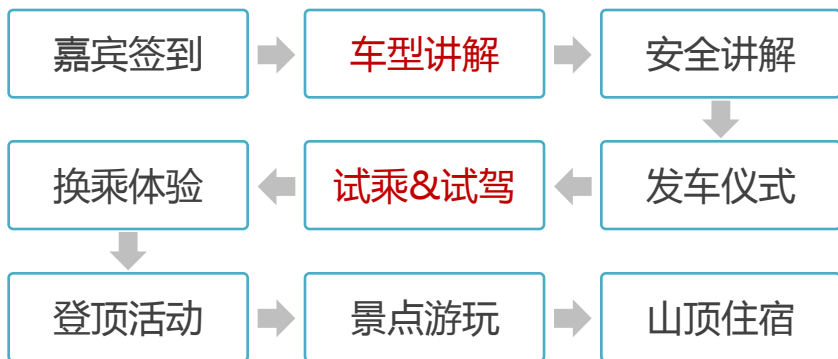 嘉宾签到
车型讲解
安全讲解
发车仪式
试乘&试驾
换乘体验
登顶活动
景点游玩
山顶住宿